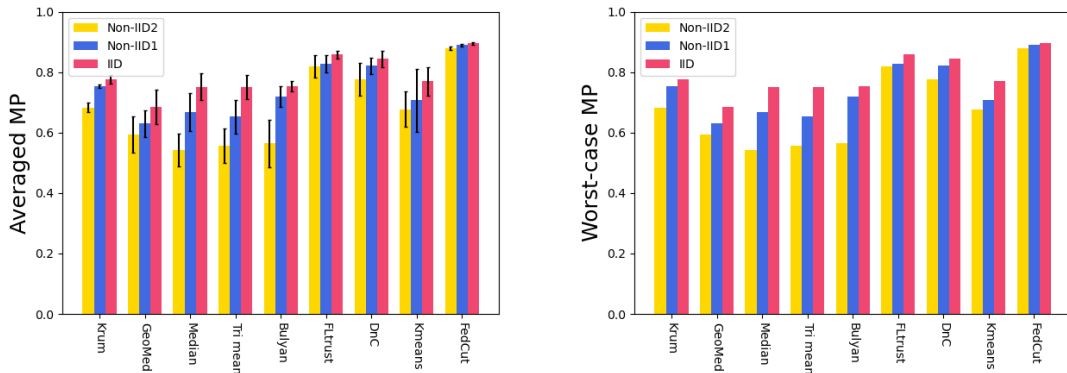 Averaged MP
1.0
0.8
0.6
0.4
0.2
0.0
Non-IID2
Non-IID1
IID
Krum
GeoMed
Median
Tri mean
Bulyan
FLtrust
DnC
Kmeans
FedCut
Worst-case MP
1.0
0.8
0.6
0.4
0.2
0.0
Non-IID2
Non-IID1
IID
Krum
GeoMed
Median
Tri mean
Bulyan
FLtrust
DnC
Kmeans
FedCut